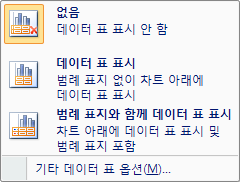 없음
데이터 표 표시 안 함
데이터 표 표시
범례 표지 없이 차트 아래에
데이터 표 표시
범례 표지와 함께 데이터 표 표시
차트 아래에 데이터 표 표시 및
범례 표지 포함
기타 데이터 표 옵션(M)...